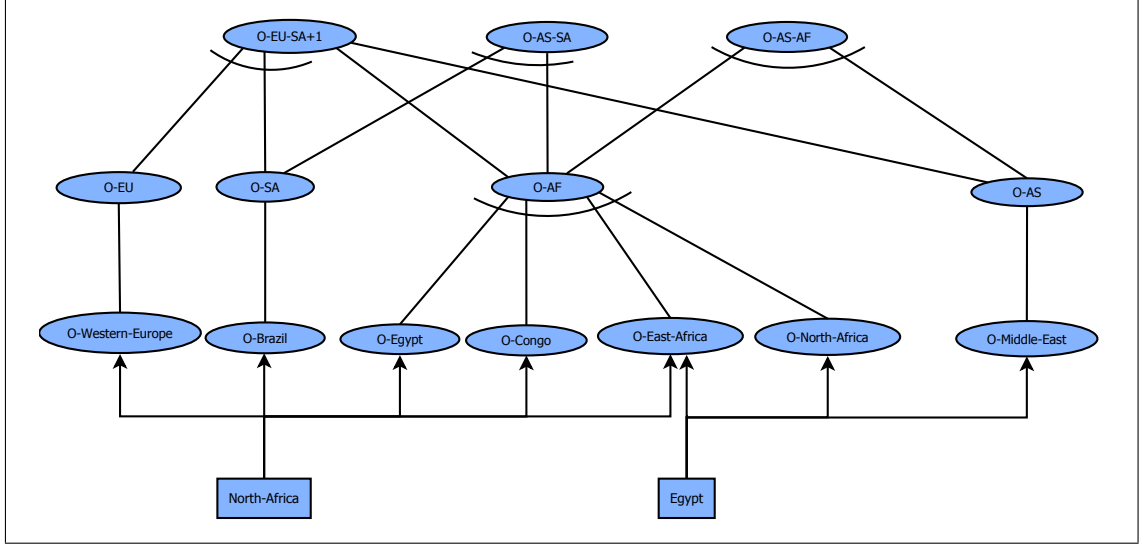 O-EU-SA+1
O-AS-SA
O-AS-AF
O-EU
O-SA
O-AF
O-AS
O-Western-Europe
O-Brazil
O-Egypt
O-Congo
O-East-Africa
O-North-Africa
O-Middle-East
North-Africa
Egypt